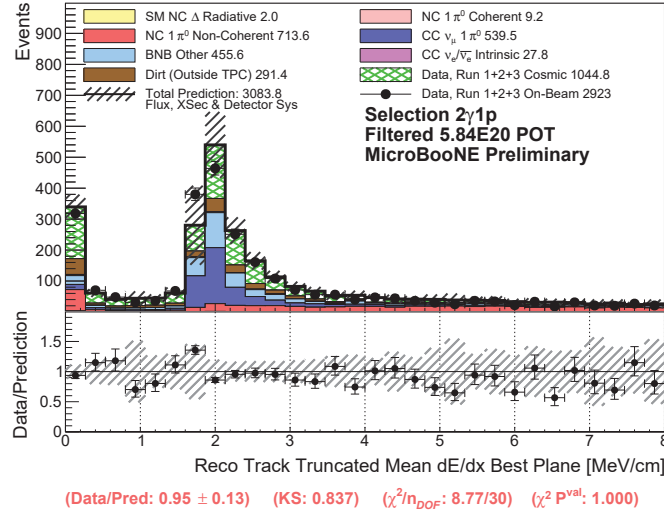 SM NC Δ Radiative 2.0
NC 1 π⁰ Coherent 9.2
NC 1 π⁰ Non-Coherent 713.6
CC νμ 1 π⁰ 539.5
BNB Other 455.6
CC νe/ν̅e Intrinsic 27.8
Dirt (Outside TPC) 291.4
Data, Run 1+2+3 Cosmic 1044.8
Total Prediction: 3083.8
Flux, XSec & Detector Sys
Data, Run 1+2+3 On-Beam 2923
Selection 2γ1p
Filtered 5.84E20 POT
MicroBooNE Preliminary
Events
900
800
700
600
500
400
300
200
100
Data/Prediction
1.5
1
0.5
0
0 1 2 3 4 5 6 7 8
Reco Track Truncated Mean dE/dx Best Plane [MeV/cm]
(Data/Pred: 0.95 ± 0.13) (KS: 0.837) (χ²/nDOF: 8.77/30) (χ² Pval: 1.000)